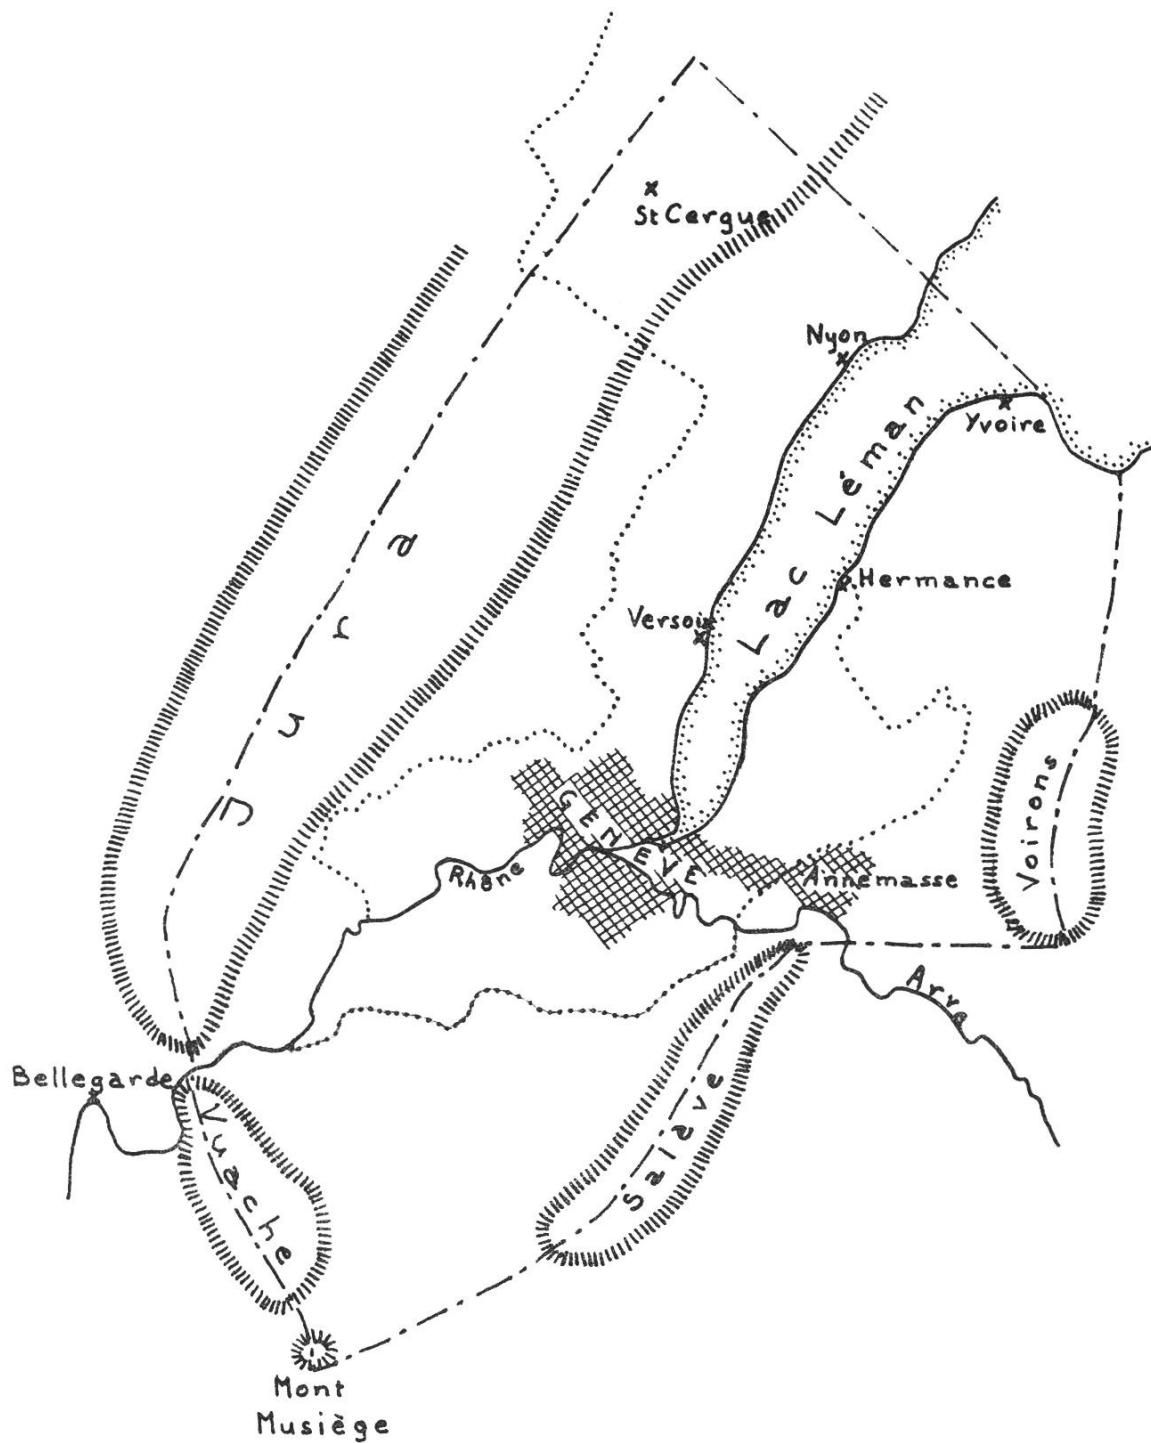 St Cergue
Nyon
Yvoire
Lac Léman
Jura
Hermance
Versoix
GENEVE
Rhône
Annemasse
Voirons
Arve
Bellegarde
Vuache
Salève
Mont
Musiège